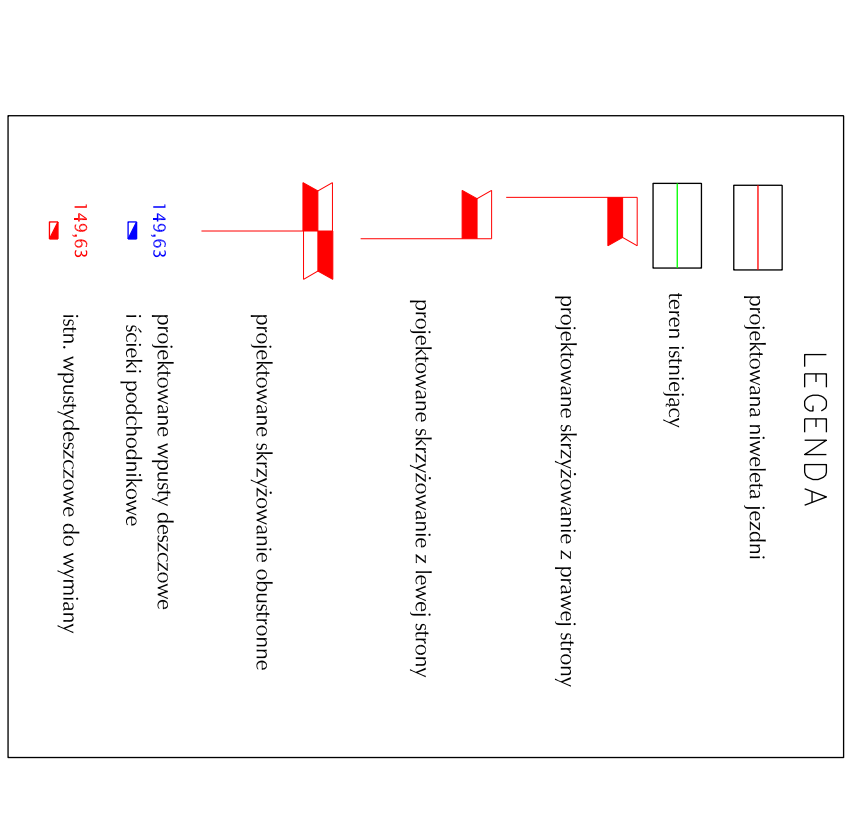 LEGENDA
projektowana niweleta jezdni
teren istniejący
projektowane skrzyżowanie z prawej strony
projektowane skrzyżowanie z lewej strony
projektowane skrzyżowanie obustronne
149,63
projektowane wpusty deszczowe
i ścieki podchodnikowe
149,63
istn. wpustydeszczowe do wymiany